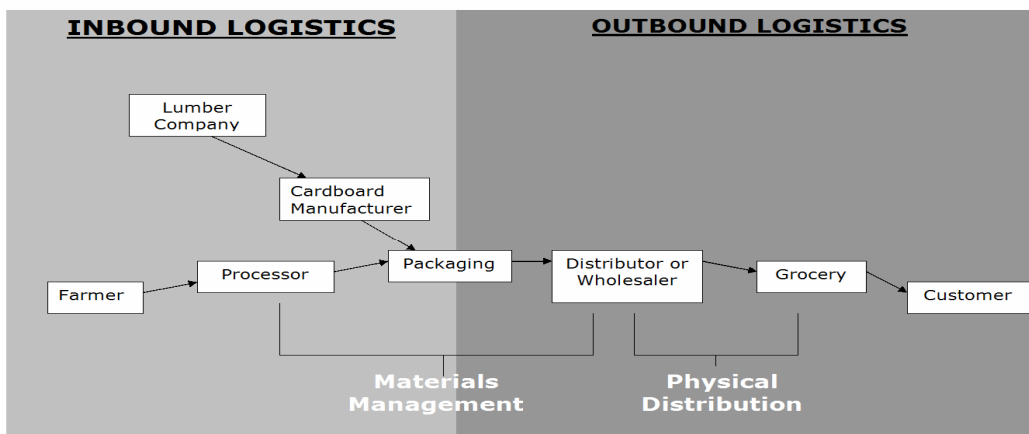 INBOUND LOGISTICS
OUTBOUND LOGISTICS
Lumber
Company
Cardboard
Manufacturer
Packaging
Distributor or
Wholesaler
Processor
Grocery
Farmer
Customer
Materials
Management
Physical
Distribution